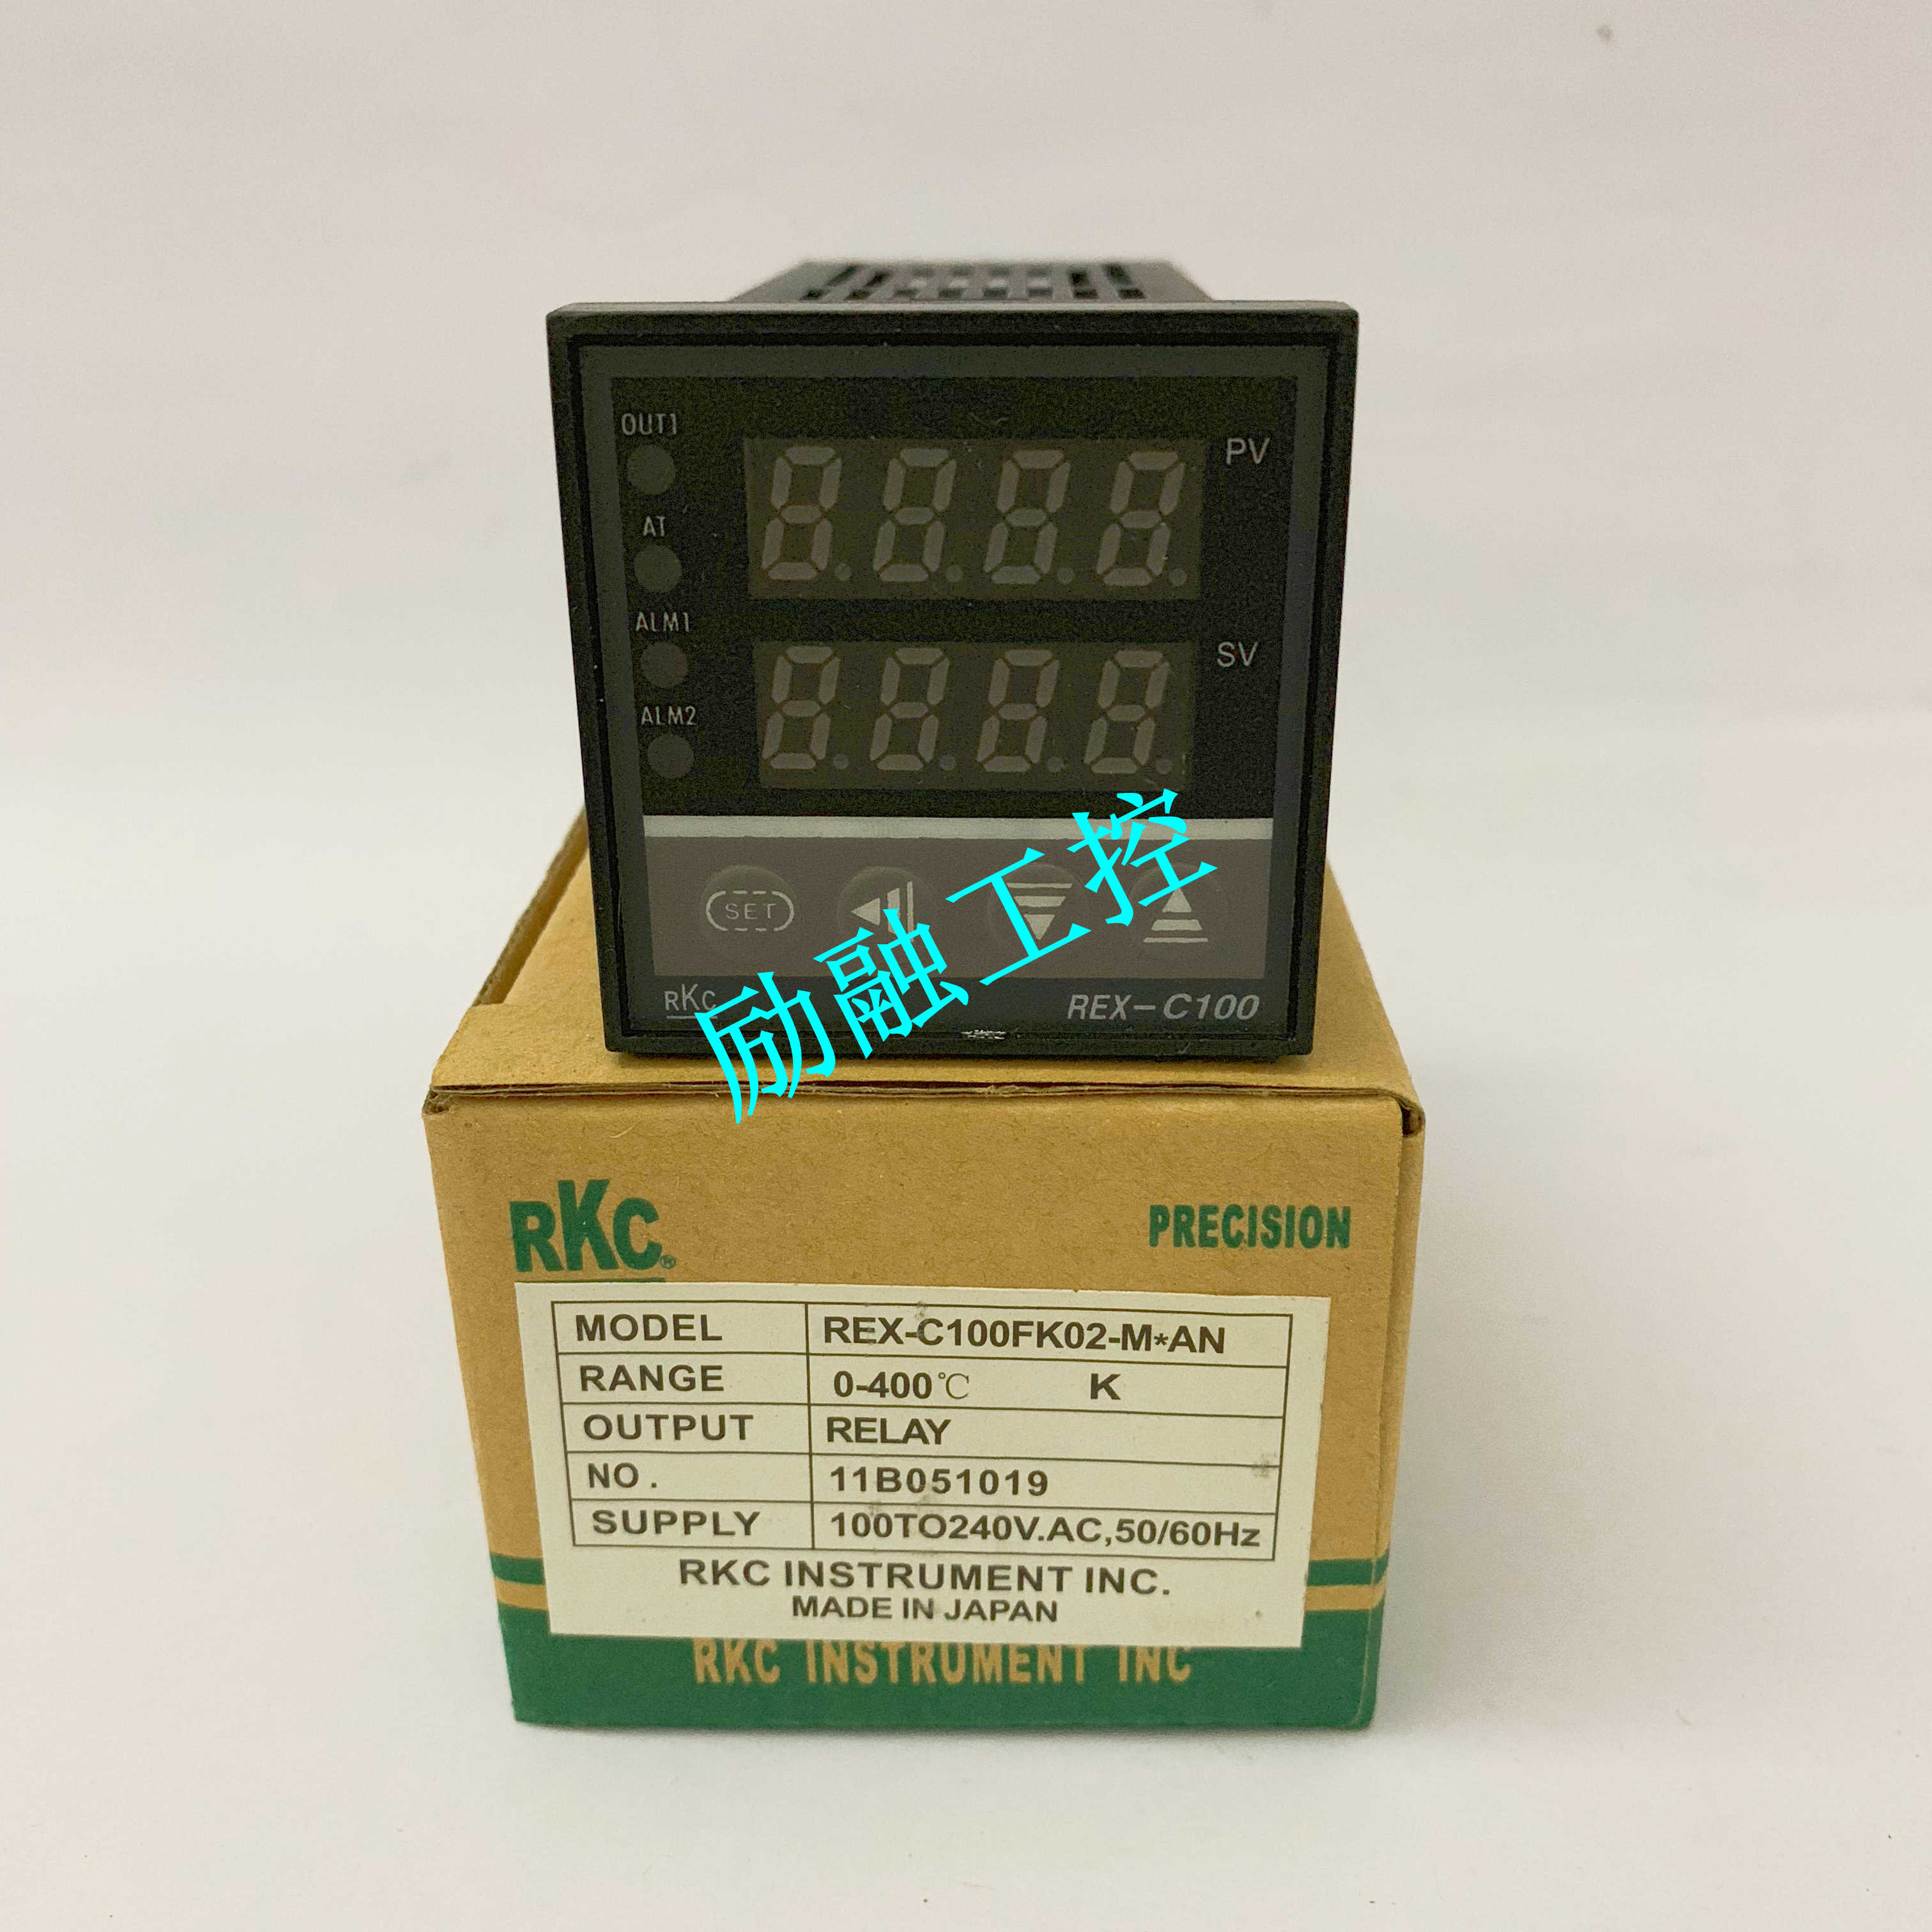 OUT1
PV
AT
ALM1
SV
ALM2
SET
RKC
REX-C100
励融工控
RKC®
PRECISION
MODEL REX-C100FK02-M*AN
RANGE 0-400℃ K
OUTPUT RELAY
NO. 11B051019
SUPPLY 100TO240V.AC,50/60Hz
RKC INSTRUMENT INC.
MADE IN JAPAN
RKC INSTRUMENT INC